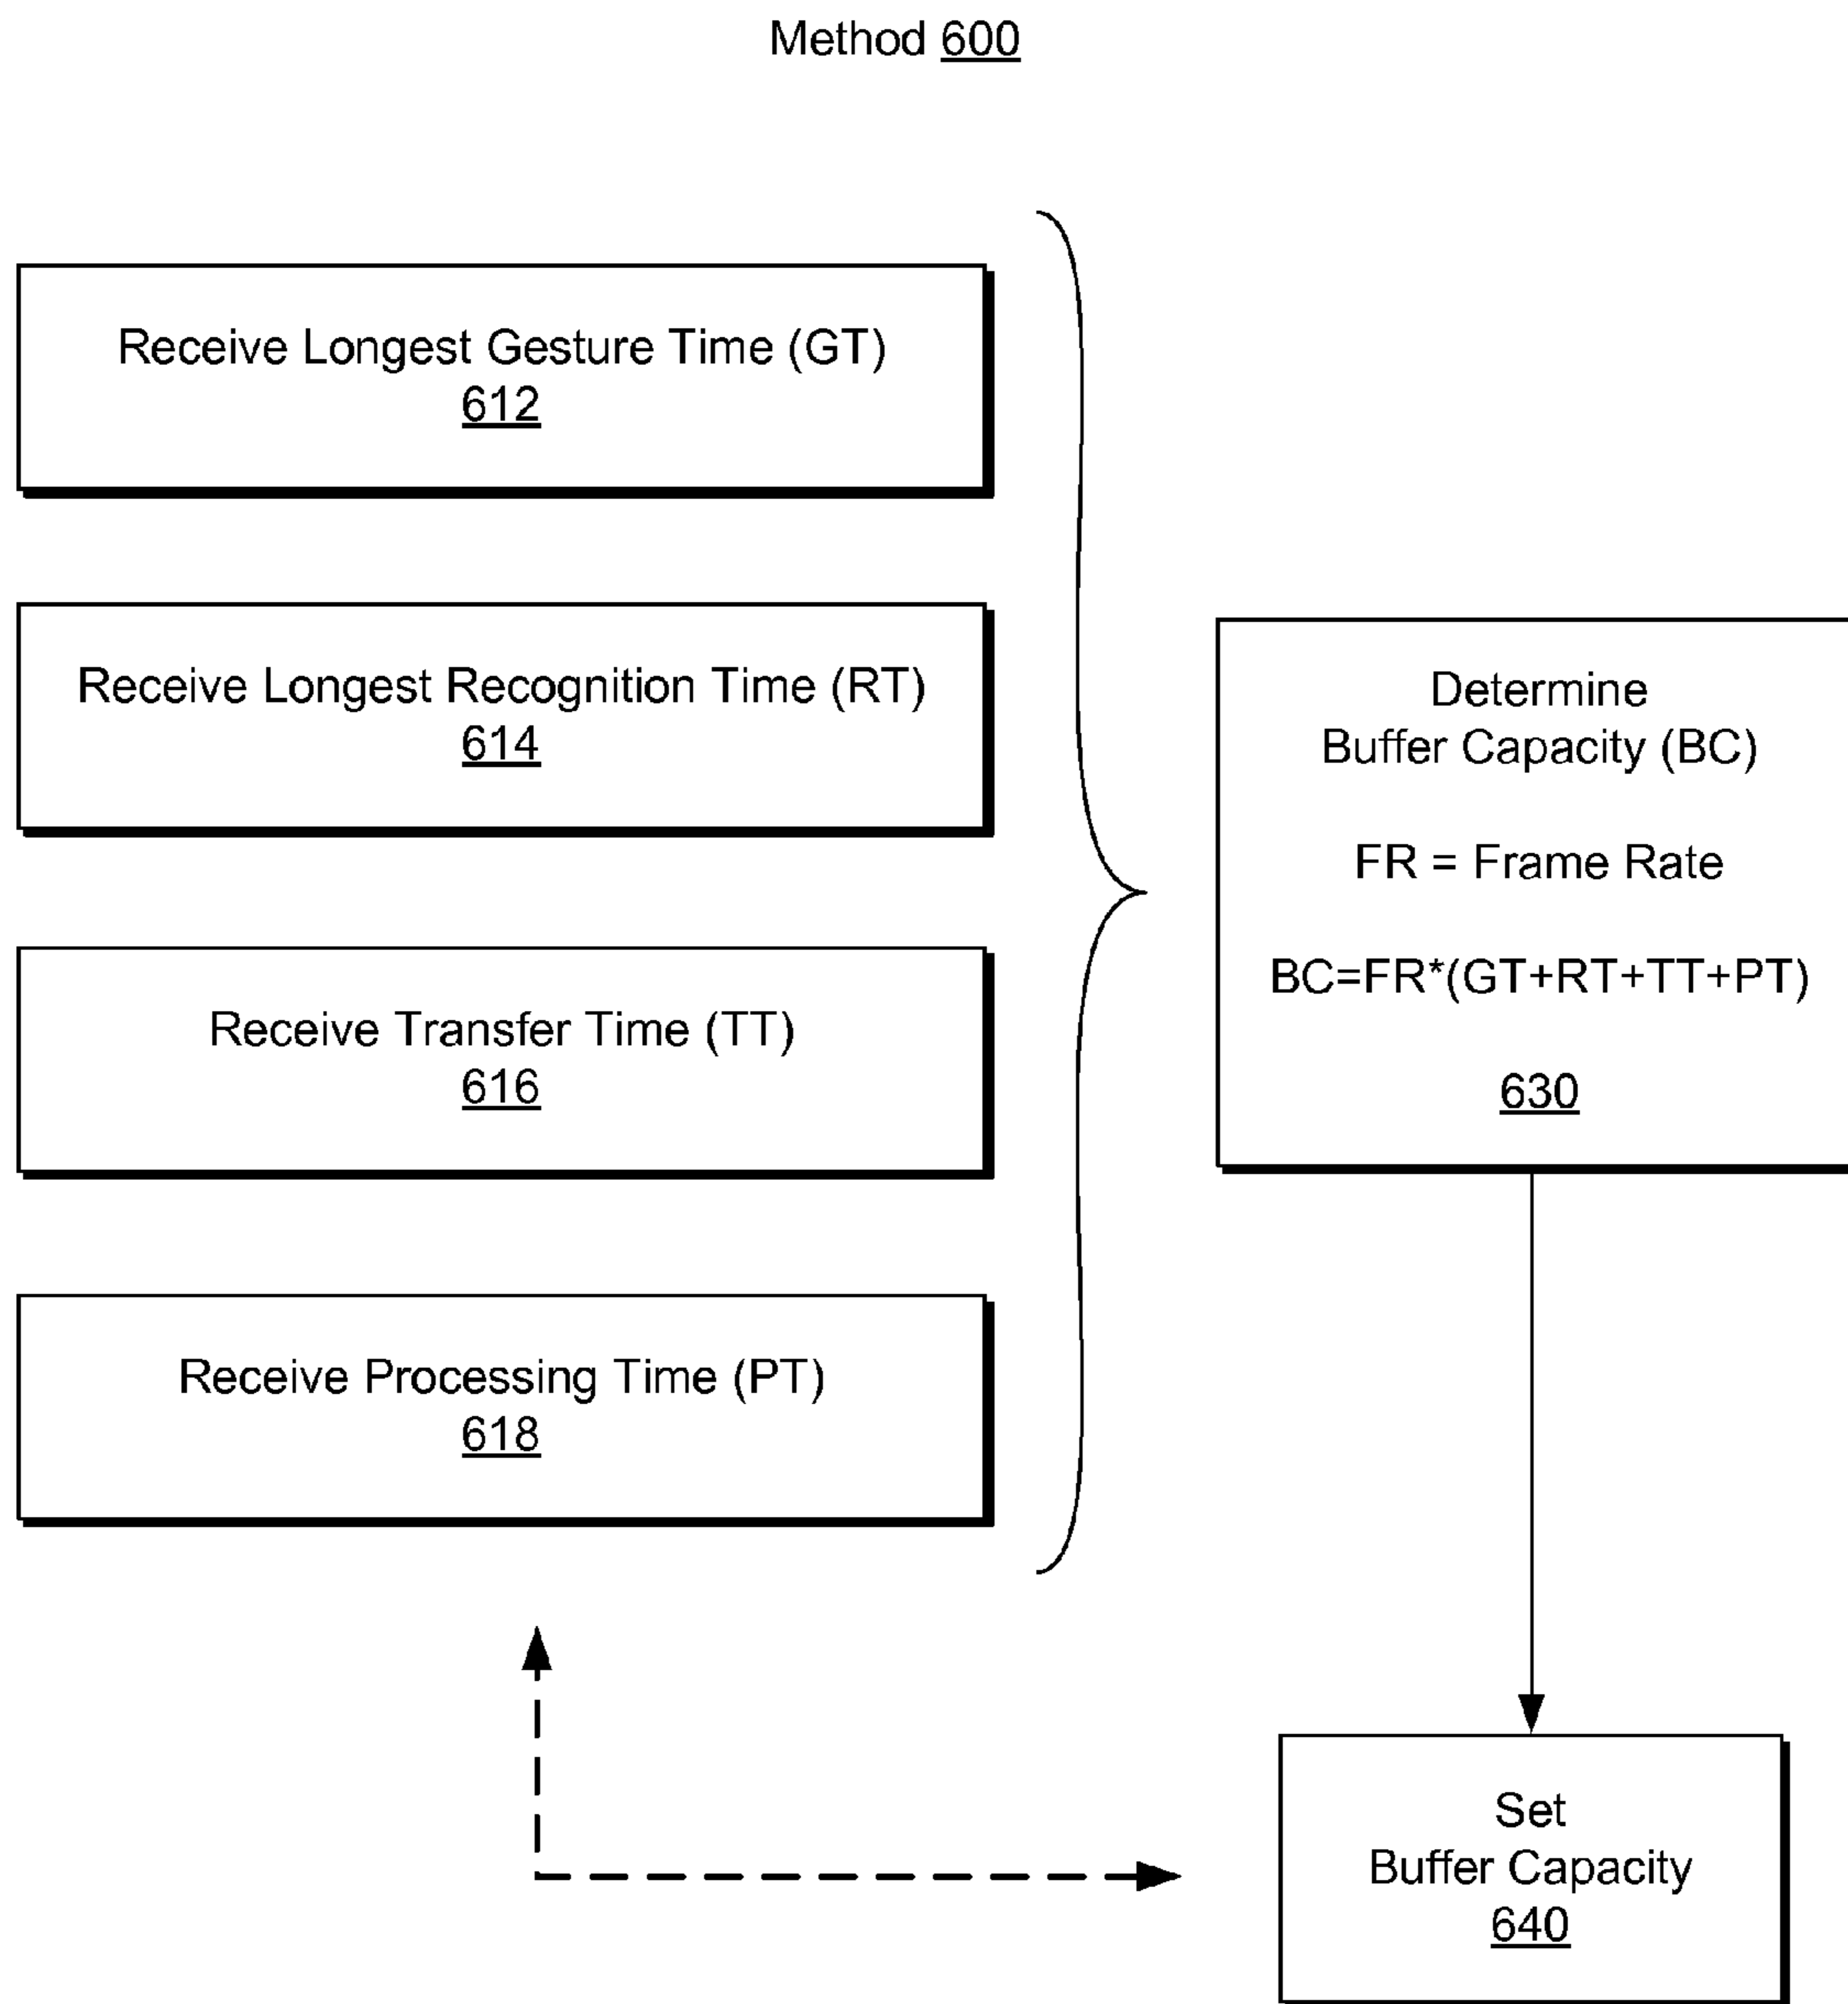 Method 600
Receive Longest Gesture Time (GT)
612
Receive Longest Recognition Time (RT)
614
Receive Transfer Time (TT)
616
Receive Processing Time (PT)
618
Determine
Buffer Capacity (BC)
FR = Frame Rate
BC=FR*(GT+RT+TT+PT)
630
Set
Buffer Capacity
640